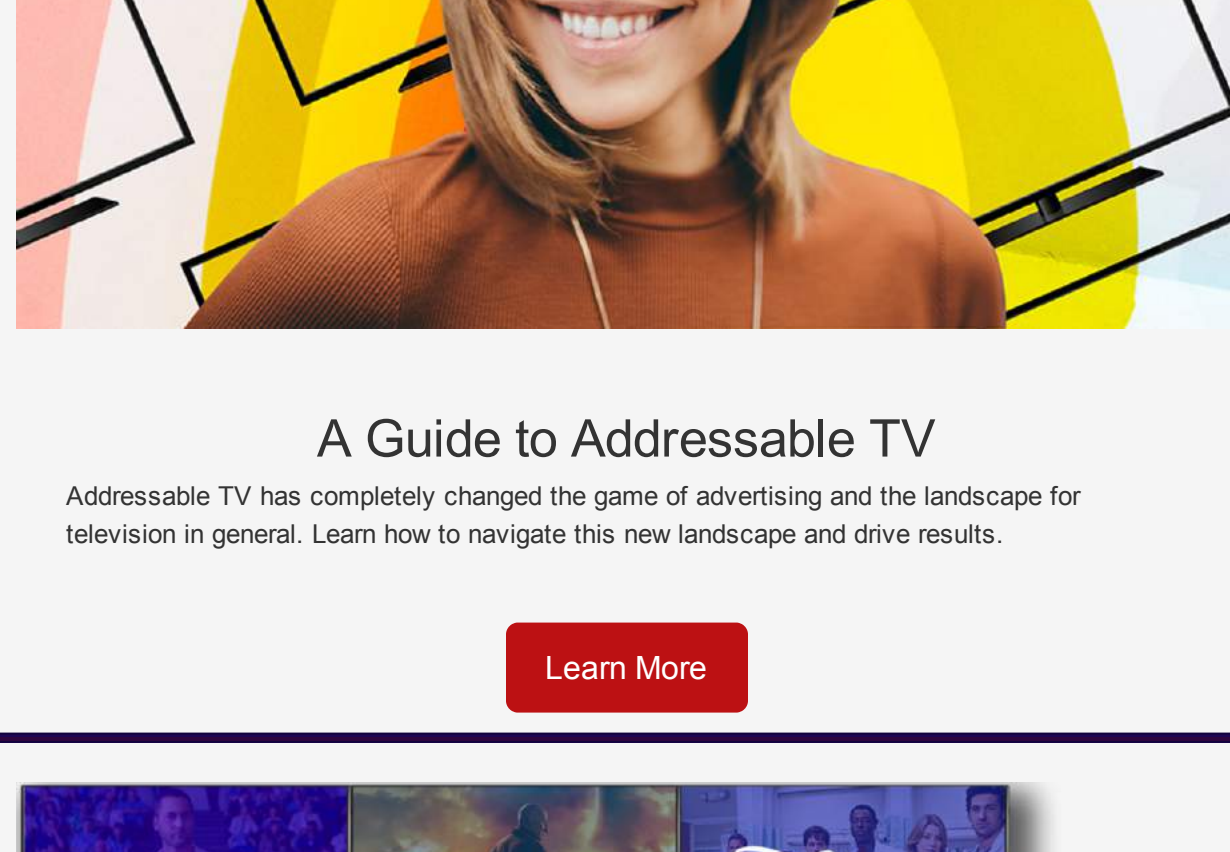 A Guide to Addressable TV
Addressable TV has completely changed the game of advertising and the landscape for
television in general. Learn how to navigate this new landscape and drive results.
Learn More